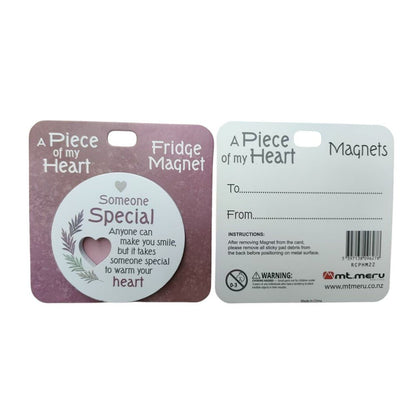 A Piece
of my
Heart
Fridge
Magnet
Someone
Special
Anyone can
make you smile,
but it takes
someone special
to warm your
heart
A Piece
of my
Heart
Magnets
To
From
INSTRUCTIONS:
After removing Magnet from the card,
please remove all sticky pad debris from
the back before positioning on metal surface.
RCPHM22
0-3
WARNING:
mt.meru
www.mtmeru.co.nz
Made in China